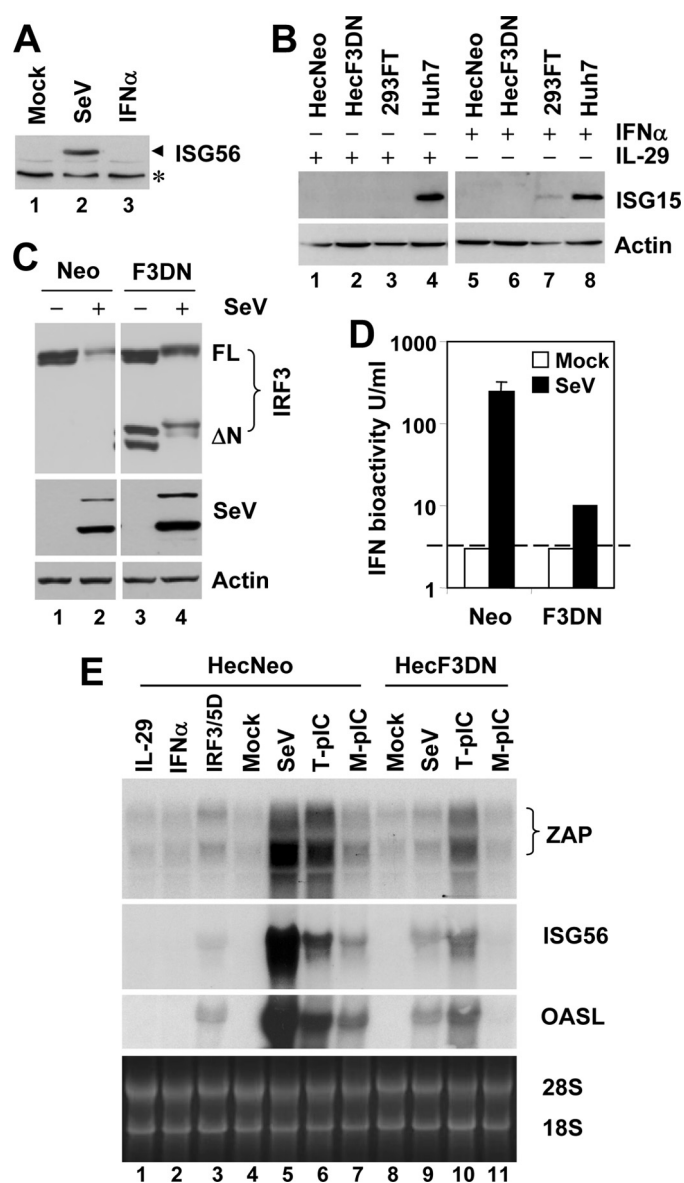 A
Mock SeV IFNα
ISG56
*
1 2 3
B
HecNeo HecF3DN 293FT Huh7 HecNeo HecF3DN 293FT Huh7
– – – – + + + + IFNα
+ + + + – – – – IL-29
ISG15
Actin
1 2 3 4 5 6 7 8
C
Neo F3DN
– + – + SeV
FL
IRF3
ΔN
SeV
Actin
1 2 3 4
D
1000
100
10
1
IFN bioactivity U/ml
Mock
SeV
Neo F3DN
E
HecNeo HecF3DN
IL-29 IFNα IRF3/5D Mock SeV T-pIC M-pIC Mock SeV T-pIC M-pIC
ZAP
ISG56
OASL
28S
18S
1 2 3 4 5 6 7 8 9 10 11